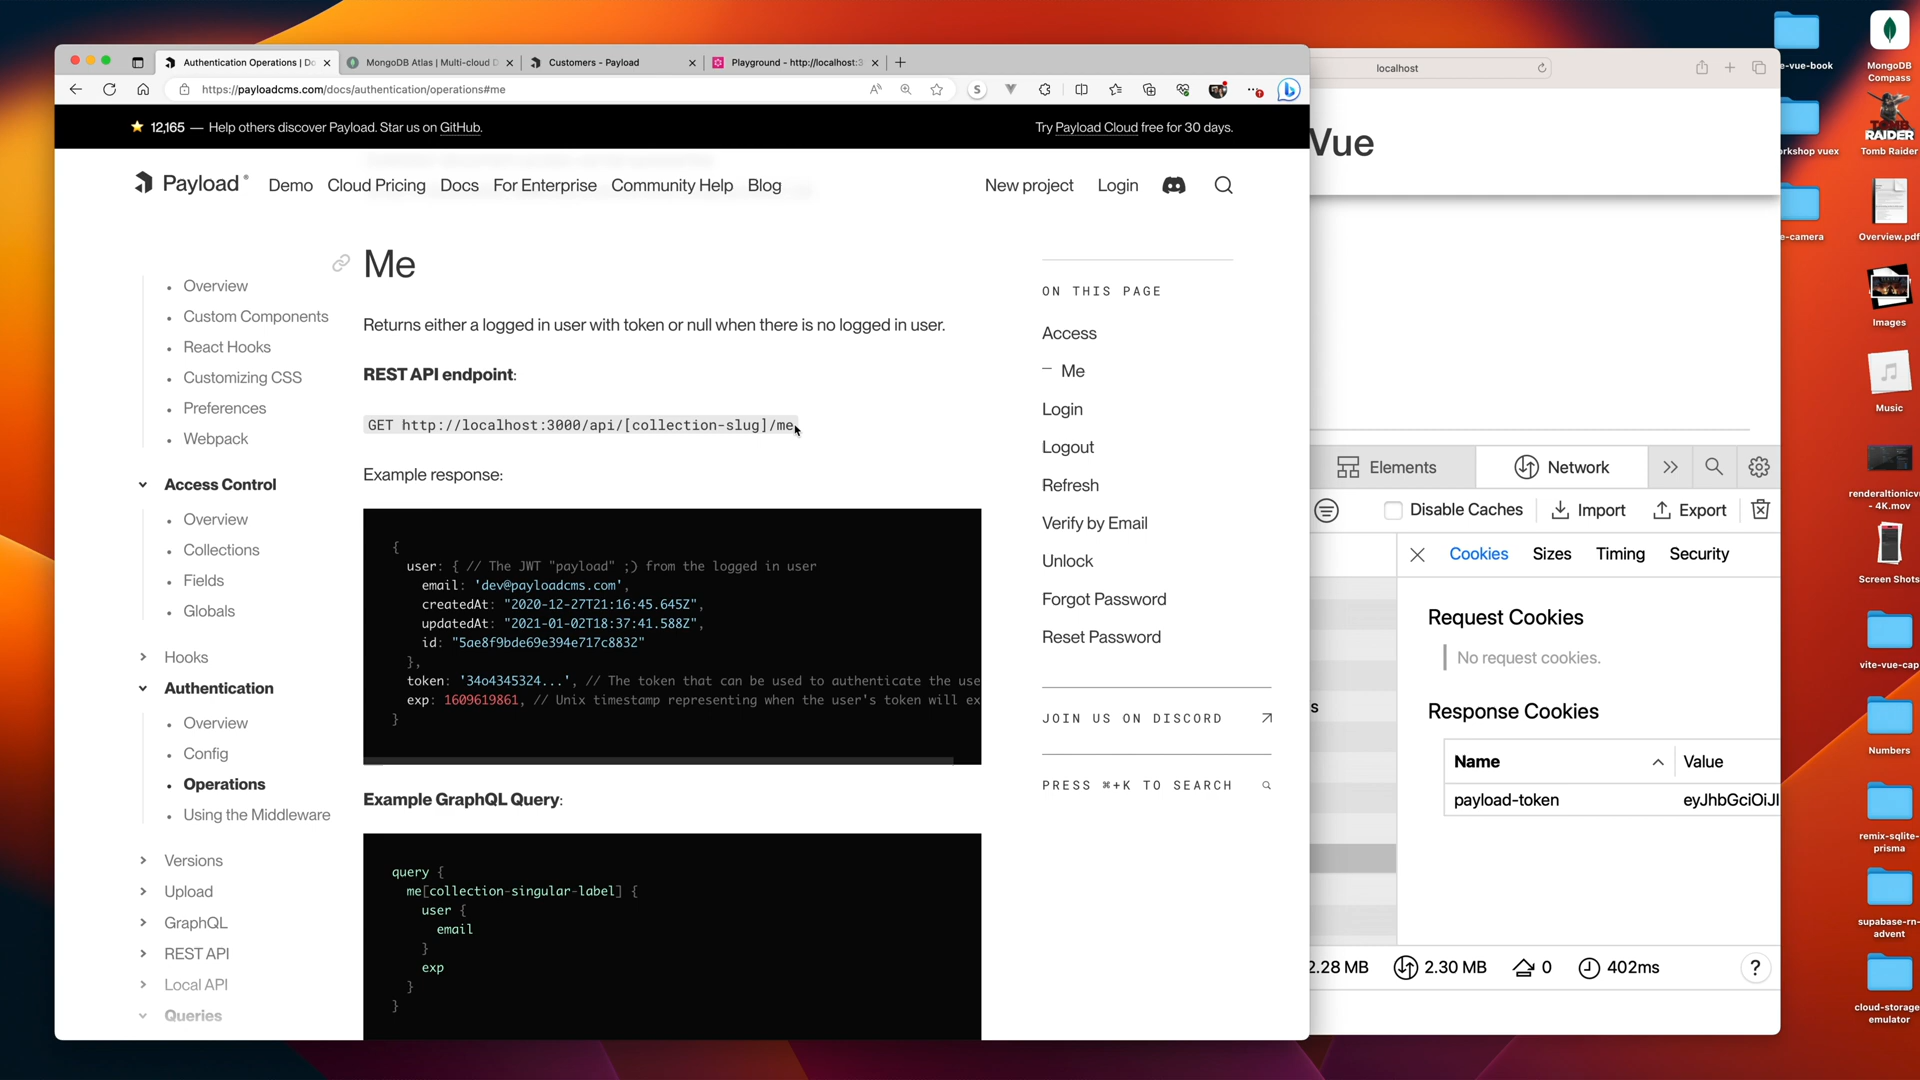 Authentication Operations | Do
MongoDB Atlas | Multi-cloud D
Customers - Payload
Playground - http://localhost:3
https://payloadcms.com/docs/authentication/operations#me
12,165 — Help others discover Payload. Star us on GitHub.
Try Payload Cloud free for 30 days.
Payload
Demo
Cloud Pricing
Docs
For Enterprise
Community Help
Blog
New project
Login
Overview
Custom Components
React Hooks
Customizing CSS
Preferences
Webpack
Access Control
Overview
Collections
Fields
Globals
Hooks
Authentication
Overview
Config
Operations
Using the Middleware
Versions
Upload
GraphQL
REST API
Local API
Queries
Me
Returns either a logged in user with token or null when there is no logged in user.
REST API endpoint:
GET http://localhost:3000/api/[collection-slug]/me
Example response:
{
user: { // The JWT "payload" ;) from the logged in user
email: 'dev@payloadcms.com',
createdAt: "2020-12-27T21:16:45.645Z",
updatedAt: "2021-01-02T18:37:41.588Z",
id: "5ae8f9bde69e394e717c8832"
},
token: '34o4345324...', // The token that can be used to authenticate the use
exp: 1609619861, // Unix timestamp representing when the user's token will ex
}
Example GraphQL Query:
query {
me[collection-singular-label] {
user {
email
}
exp
}
}
ON THIS PAGE
Access
Me
Login
Logout
Refresh
Verify by Email
Unlock
Forgot Password
Reset Password
JOIN US ON DISCORD
PRESS ⌘+K TO SEARCH
localhost
Vue
Elements
Network
Disable Caches
Import
Export
Cookies
Sizes
Timing
Security
Request Cookies
No request cookies.
Response Cookies
Name
Value
payload-token
eyJhbGciOiJI
s
2.28 MB
2.30 MB
0
402ms
?
e-vue-book
rkshop vuex
e-camera
MongoDB
Compass
TOMB
RAIDER
Tomb Raider
Overview.pdf
Images
Music
renderaltionicvu
- 4K.mov
Screen Shots
vite-vue-cap
Numbers
remix-sqlite-
prisma
supabase-rn-
advent
cloud-storage
emulator